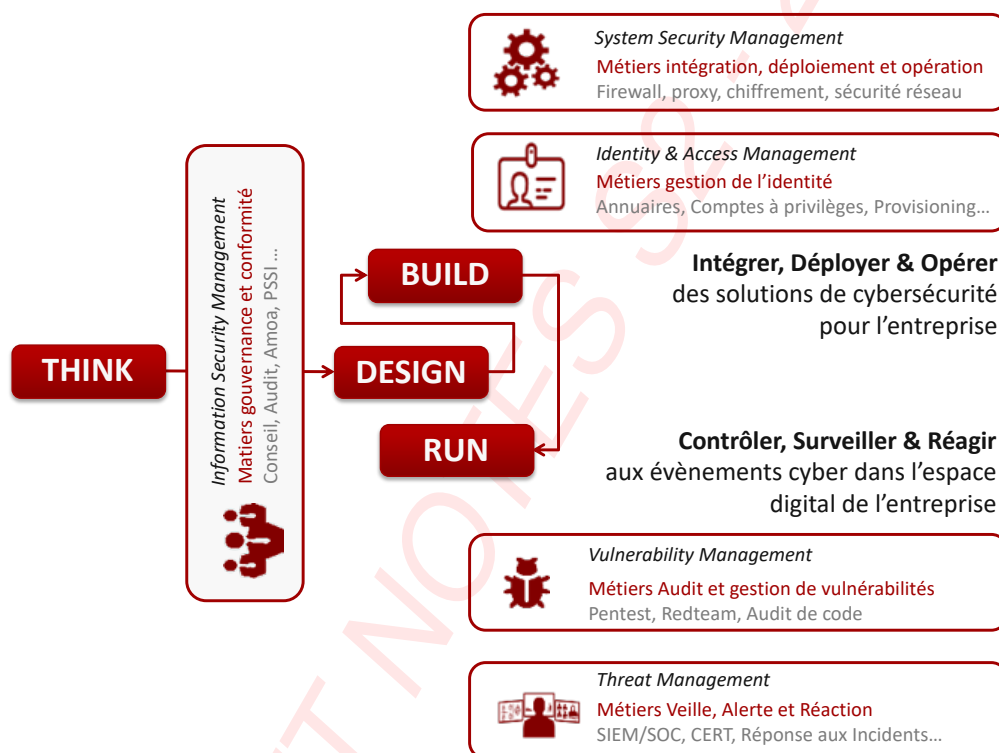 System Security Management
Métiers intégration, déploiement et opération
Firewall, proxy, chiffrement, sécurité réseau
Identity & Access Management
Métiers gestion de l'identité
Annuaires, Comptes à privilèges, Provisioning...
THINK
Information Security Management
Matiers gouvernance et conformité
Conseil, Audit, Amoa, PSSI ...
BUILD
DESIGN
RUN
Intégrer, Déployer & Opérer
des solutions de cybersécurité
pour l'entreprise
Contrôler, Surveiller & Réagir
aux évènements cyber dans l'espace
digital de l'entreprise
Vulnerability Management
Métiers Audit et gestion de vulnérabilités
Pentest, Redteam, Audit de code
Threat Management
Métiers Veille, Alerte et Réaction
SIEM/SOC, CERT, Réponse aux Incidents...
NOTES S2 -